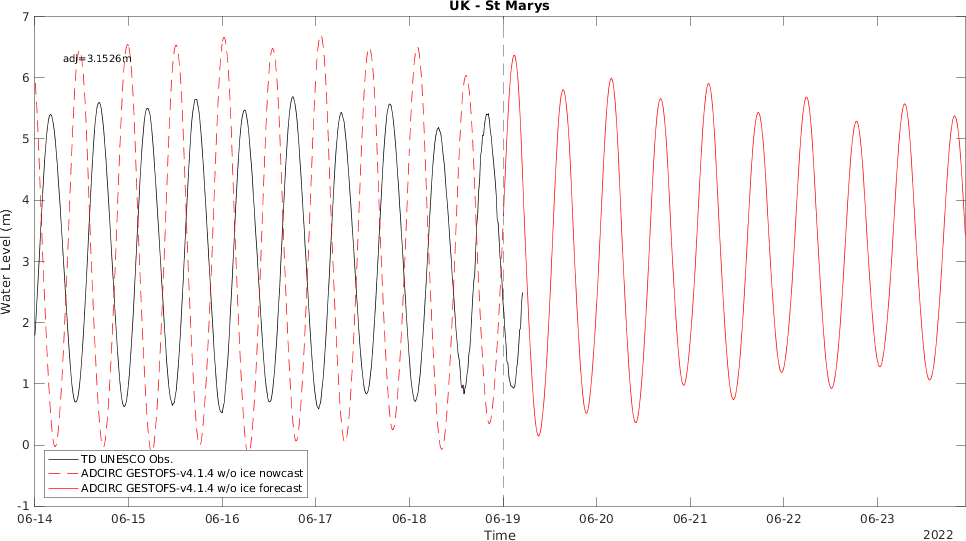 UK - St Marys
7
6
5
4
3
2
1
0
-1
Water Level (m)
adj=3.1526m
TD UNESCO Obs.
ADCIRC GESTOFS-v4.1.4 w/o ice nowcast
ADCIRC GESTOFS-v4.1.4 w/o ice forecast
06-14 06-15 06-16 06-17 06-18 06-19 06-20 06-21 06-22 06-23
Time
2022